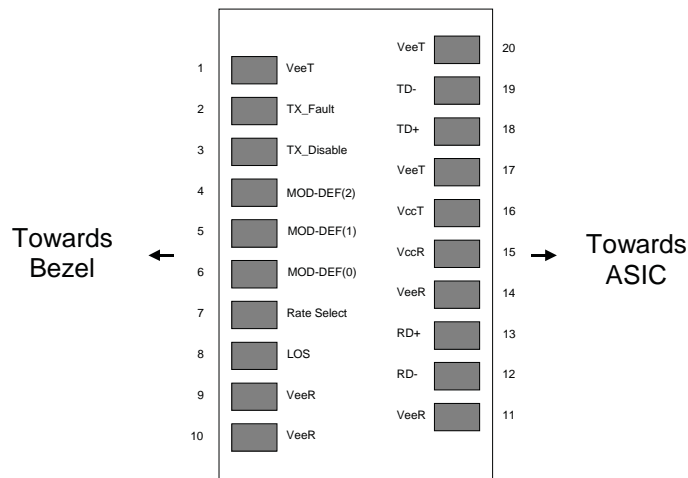 Towards
Bezel
1 VeeT
2 TX_Fault
3 TX_Disable
4 MOD-DEF(2)
5 MOD-DEF(1)
6 MOD-DEF(0)
7 Rate Select
8 LOS
9 VeeR
10 VeeR
VeeT 20
TD- 19
TD+ 18
VeeT 17
VccT 16
VccR 15
VeeR 14
RD+ 13
RD- 12
VeeR 11
Towards
ASIC